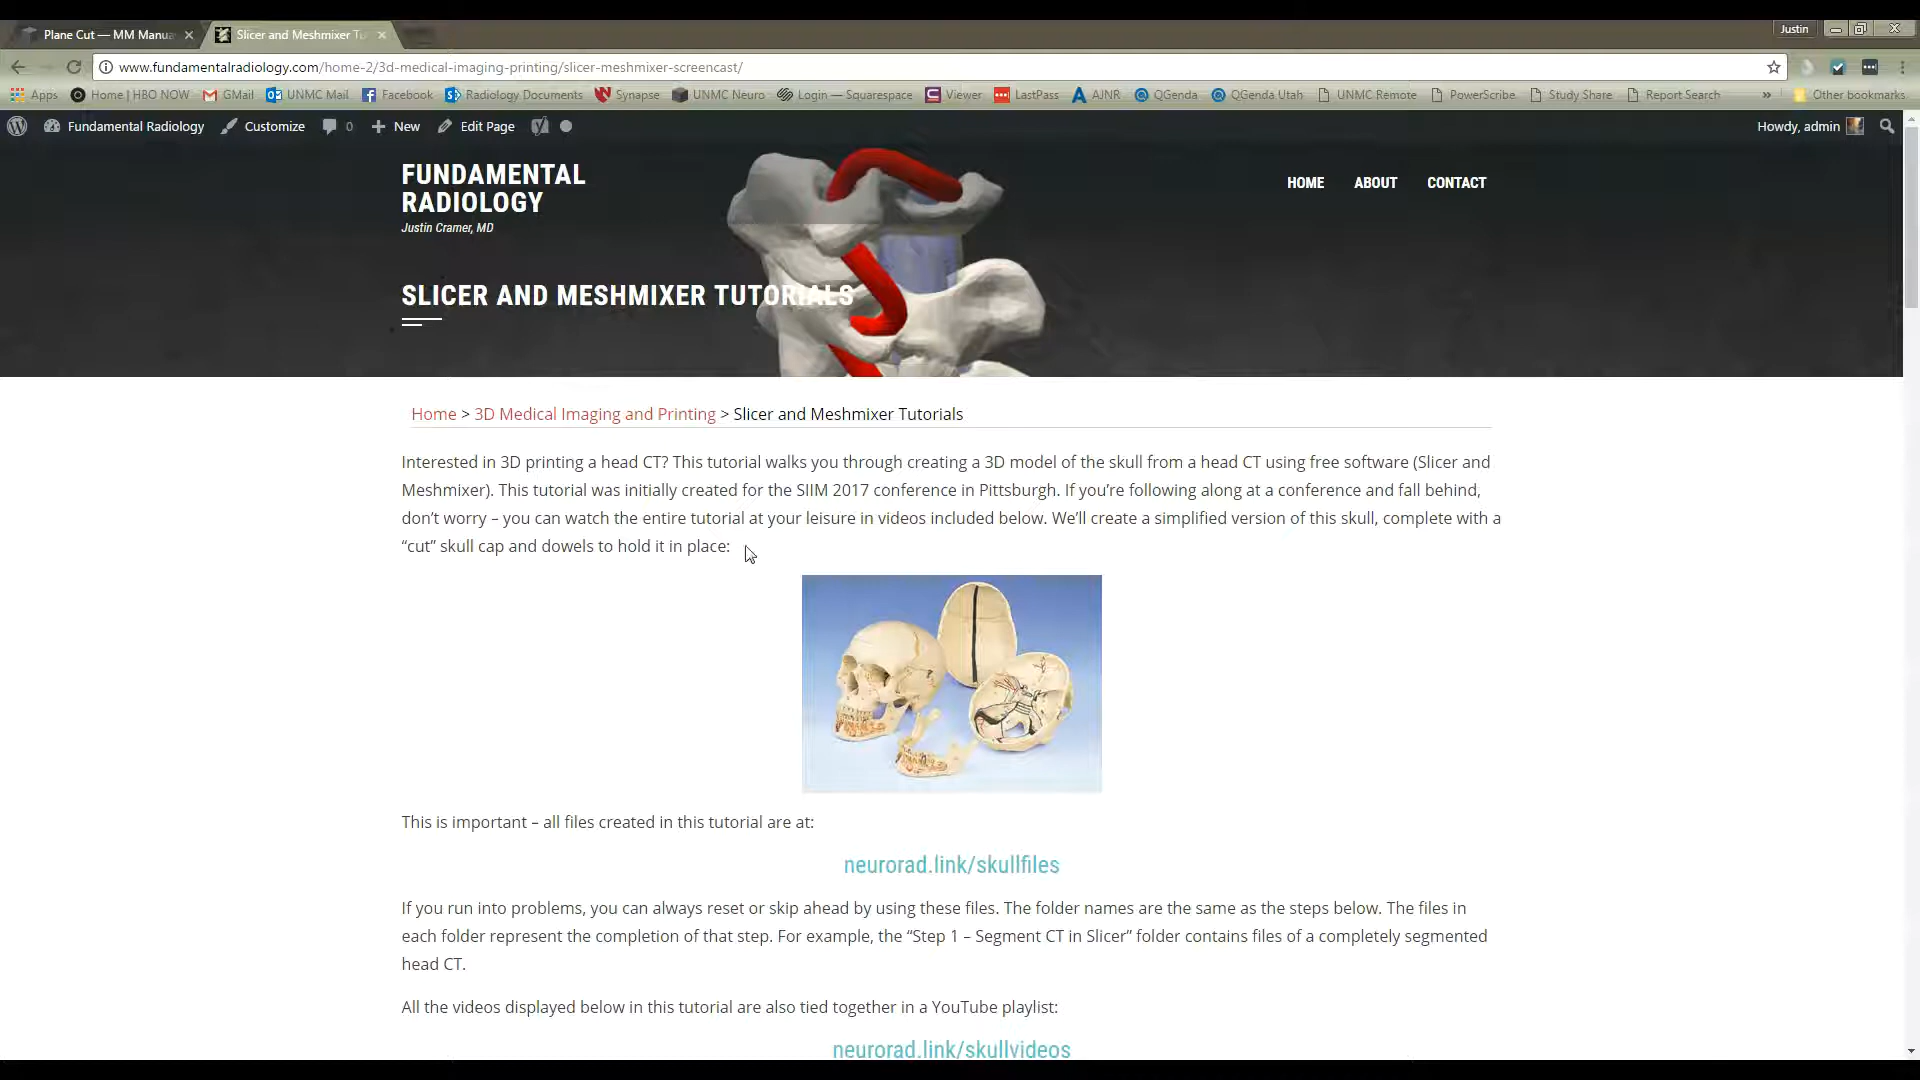 Plane Cut — MM Manua
Slicer and Meshmixer Tu
Justin
www.fundamentalradiology.com/home-2/3d-medical-imaging-printing/slicer-meshmixer-screencast/
Apps Home | HBO NOW GMail UNMC Mail Facebook Radiology Documents Synapse UNMC Neuro Login — Squarespace Viewer LastPass AJNR QGenda QGenda Utah UNMC Remote PowerScribe Study Share Report Search » Other bookmarks
Fundamental Radiology Customize 0 New Edit Page Howdy, admin
FUNDAMENTAL
RADIOLOGY
Justin Cramer, MD
HOME ABOUT CONTACT
SLICER AND MESHMIXER TUTORIALS
Home > 3D Medical Imaging and Printing > Slicer and Meshmixer Tutorials
Interested in 3D printing a head CT? This tutorial walks you through creating a 3D model of the skull from a head CT using free software (Slicer and
Meshmixer). This tutorial was initially created for the SIIM 2017 conference in Pittsburgh. If you’re following along at a conference and fall behind,
don’t worry – you can watch the entire tutorial at your leisure in videos included below. We’ll create a simplified version of this skull, complete with a
“cut” skull cap and dowels to hold it in place:
This is important – all files created in this tutorial are at:
neurorad.link/skullfiles
If you run into problems, you can always reset or skip ahead by using these files. The folder names are the same as the steps below. The files in
each folder represent the completion of that step. For example, the “Step 1 – Segment CT in Slicer” folder contains files of a completely segmented
head CT.
All the videos displayed below in this tutorial are also tied together in a YouTube playlist:
neurorad.link/skullvideos